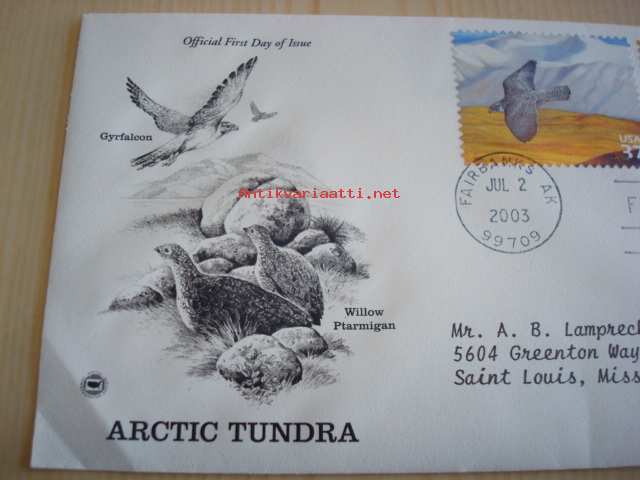 Official First Day of Issue
Gyrfalcon
Antikvariaatti.net
Willow
Ptarmigan
ARCTIC TUNDRA
USA
37
FAIRBANKS AK
JUL 2
2003
99709
F
Mr. A. B. Lamprec
5604 Greenton Way
Saint Louis, Miss